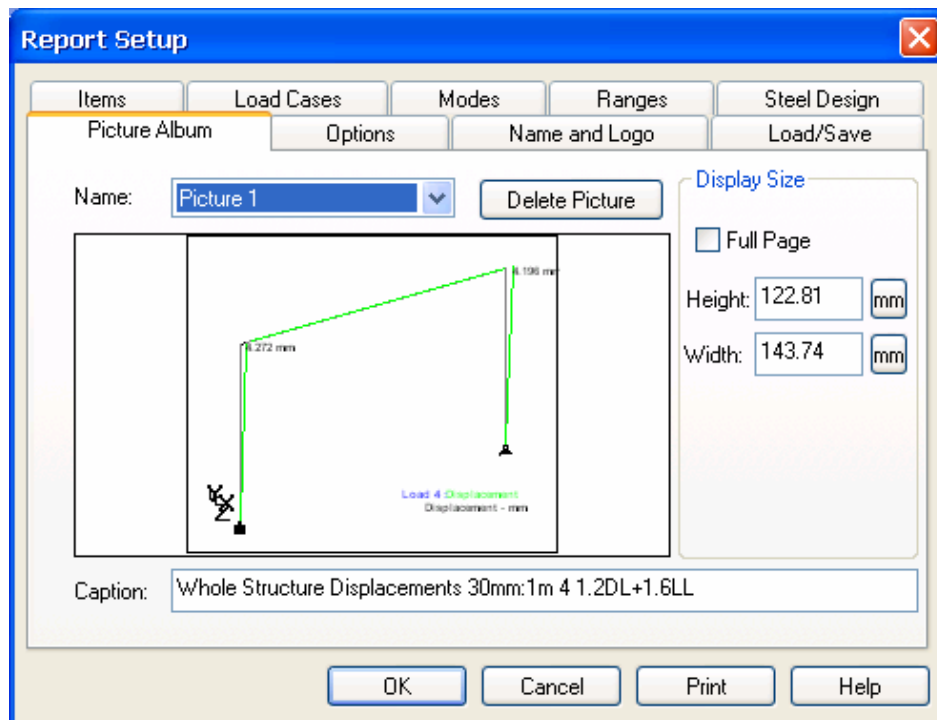 Report Setup
Items Load Cases Modes Ranges Steel Design
Picture Album Options Name and Logo Load/Save
Name: Picture 1 Delete Picture
Display Size
Full Page
Height: 122.81 mm
Width: 143.74 mm
4.196 mm
4.272 mm
Y
X
Z
Load 4 :Displacement
Displacement - mm
Caption: Whole Structure Displacements 30mm:1m 4 1.2DL+1.6LL
OK Cancel Print Help